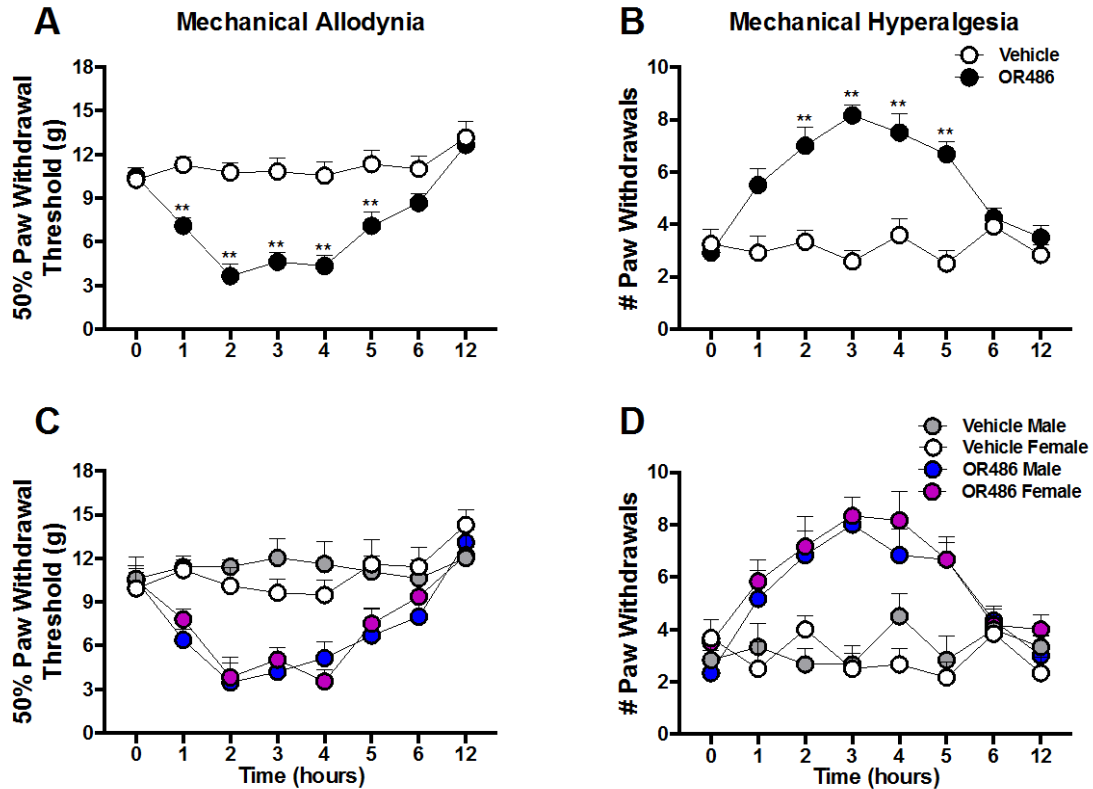 A
Mechanical Allodynia
50% Paw Withdrawal
Threshold (g)
18
15
12
9
6
3
0
**
**
**
**
**
0 1 2 3 4 5 6 12
B
Mechanical Hyperalgesia
Vehicle
OR486
# Paw Withdrawals
10
8
6
4
2
0
**
**
**
**
0 1 2 3 4 5 6 12
C
50% Paw Withdrawal
Threshold (g)
18
15
12
9
6
3
0
0 1 2 3 4 5 6 12
Time (hours)
D
Vehicle Male
Vehicle Female
OR486 Male
OR486 Female
# Paw Withdrawals
10
8
6
4
2
0
0 1 2 3 4 5 6 12
Time (hours)